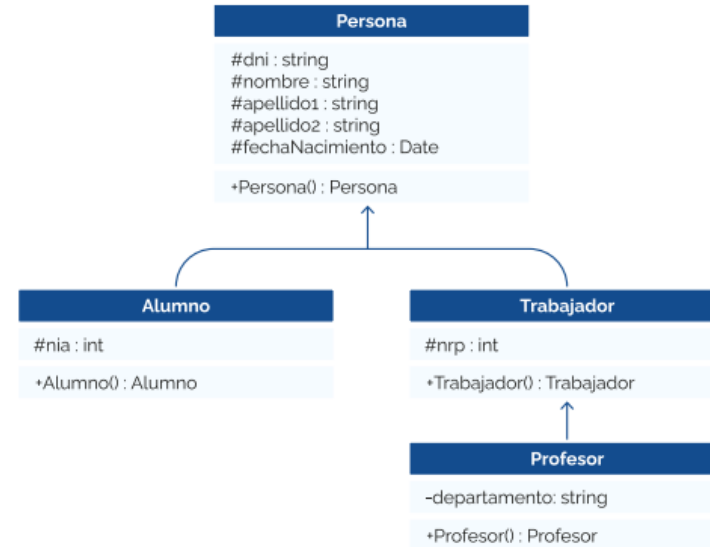 Persona
#dni : string
#nombre : string
#apellido1 : string
#apellido2 : string
#fechaNacimiento : Date
+Persona() : Persona
Alumno
#nia : int
+Alumno() : Alumno
Trabajador
#nrp : int
+Trabajador() : Trabajador
Profesor
-departamento: string
+Profesor() : Profesor